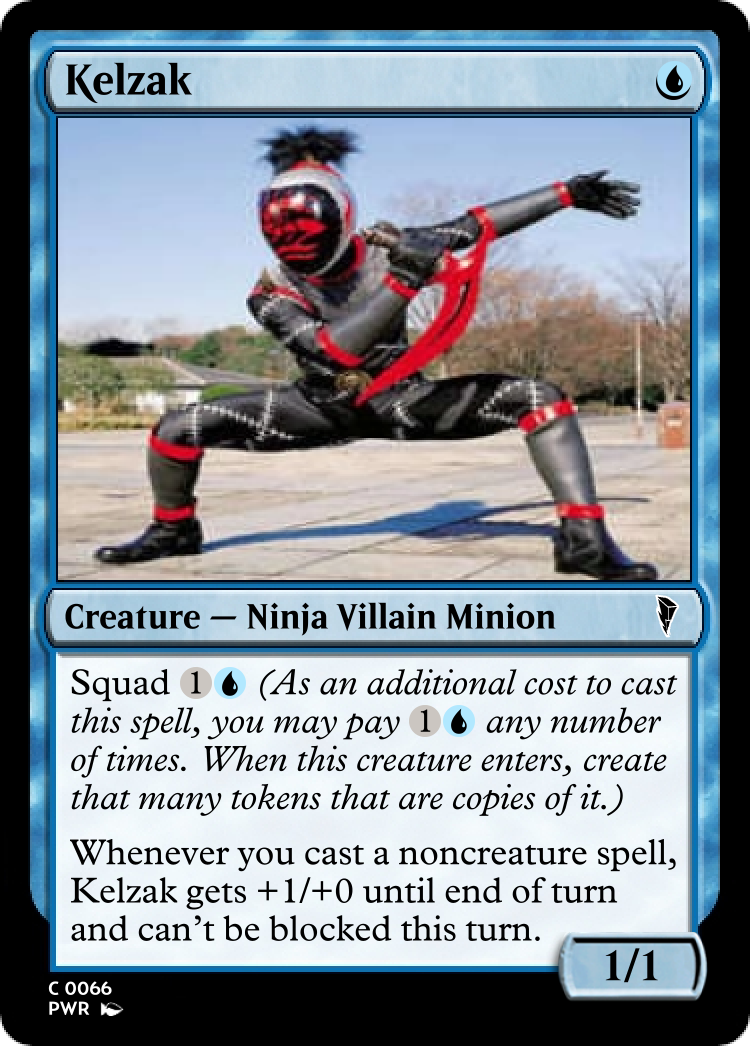 Kelzak
Creature — Ninja Villain Minion
Squad 1 (As an additional cost to cast
this spell, you may pay 1 any number
of times. When this creature enters, create
that many tokens that are copies of it.)
Whenever you cast a noncreature spell,
Kelzak gets +1/+0 until end of turn
and can't be blocked this turn.
1/1
C 0066
PWR